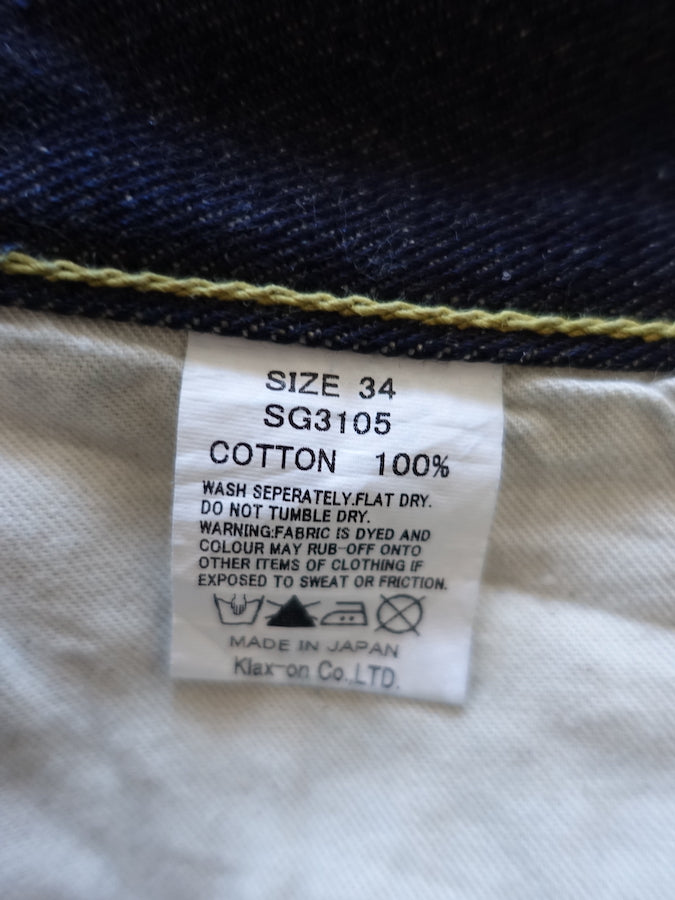 SIZE 34
SG3105
COTTON 100%
WASH SEPERATELY.FLAT DRY.
DO NOT TUMBLE DRY.
WARNING:FABRIC IS DYED AND
COLOUR MAY RUB-OFF ONTO
OTHER ITEMS OF CLOTHING IF
EXPOSED TO SWEAT OR FRICTION.
MADE IN JAPAN
Klax-on Co.,LTD.